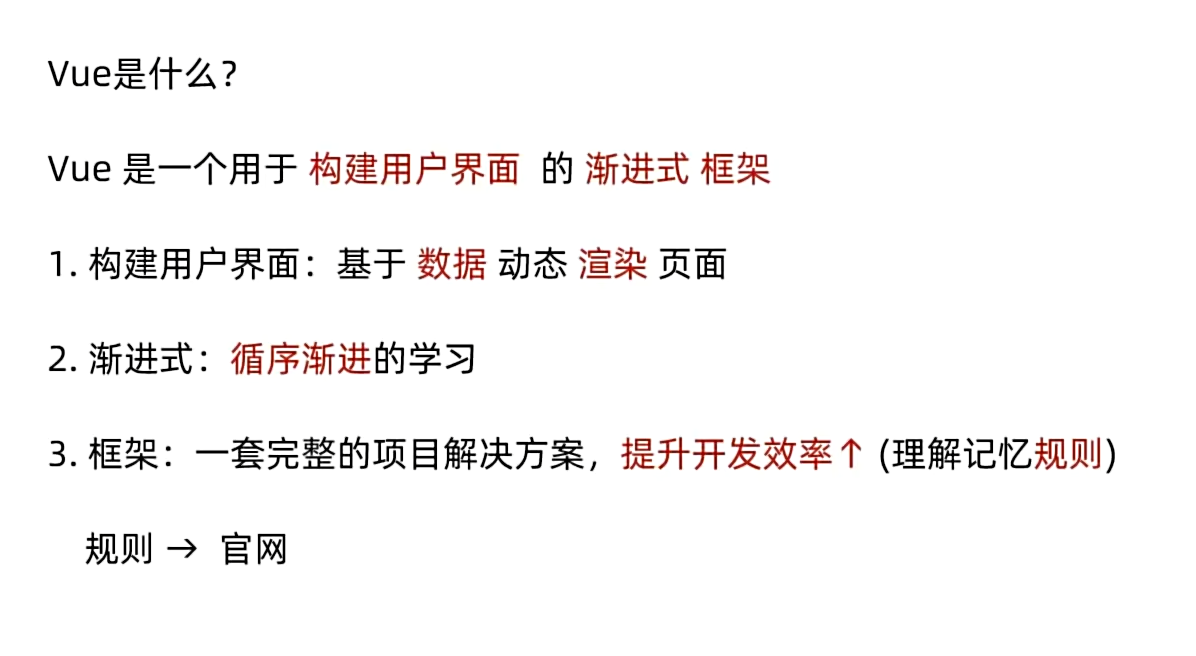 Vue是什么？
Vue 是一个用于 构建用户界面 的 渐进式 框架
1. 构建用户界面：基于 数据 动态 渲染 页面
2. 渐进式：循序渐进的学习
3. 框架：一套完整的项目解决方案，提升开发效率↑ (理解记忆规则)
规则 → 官网